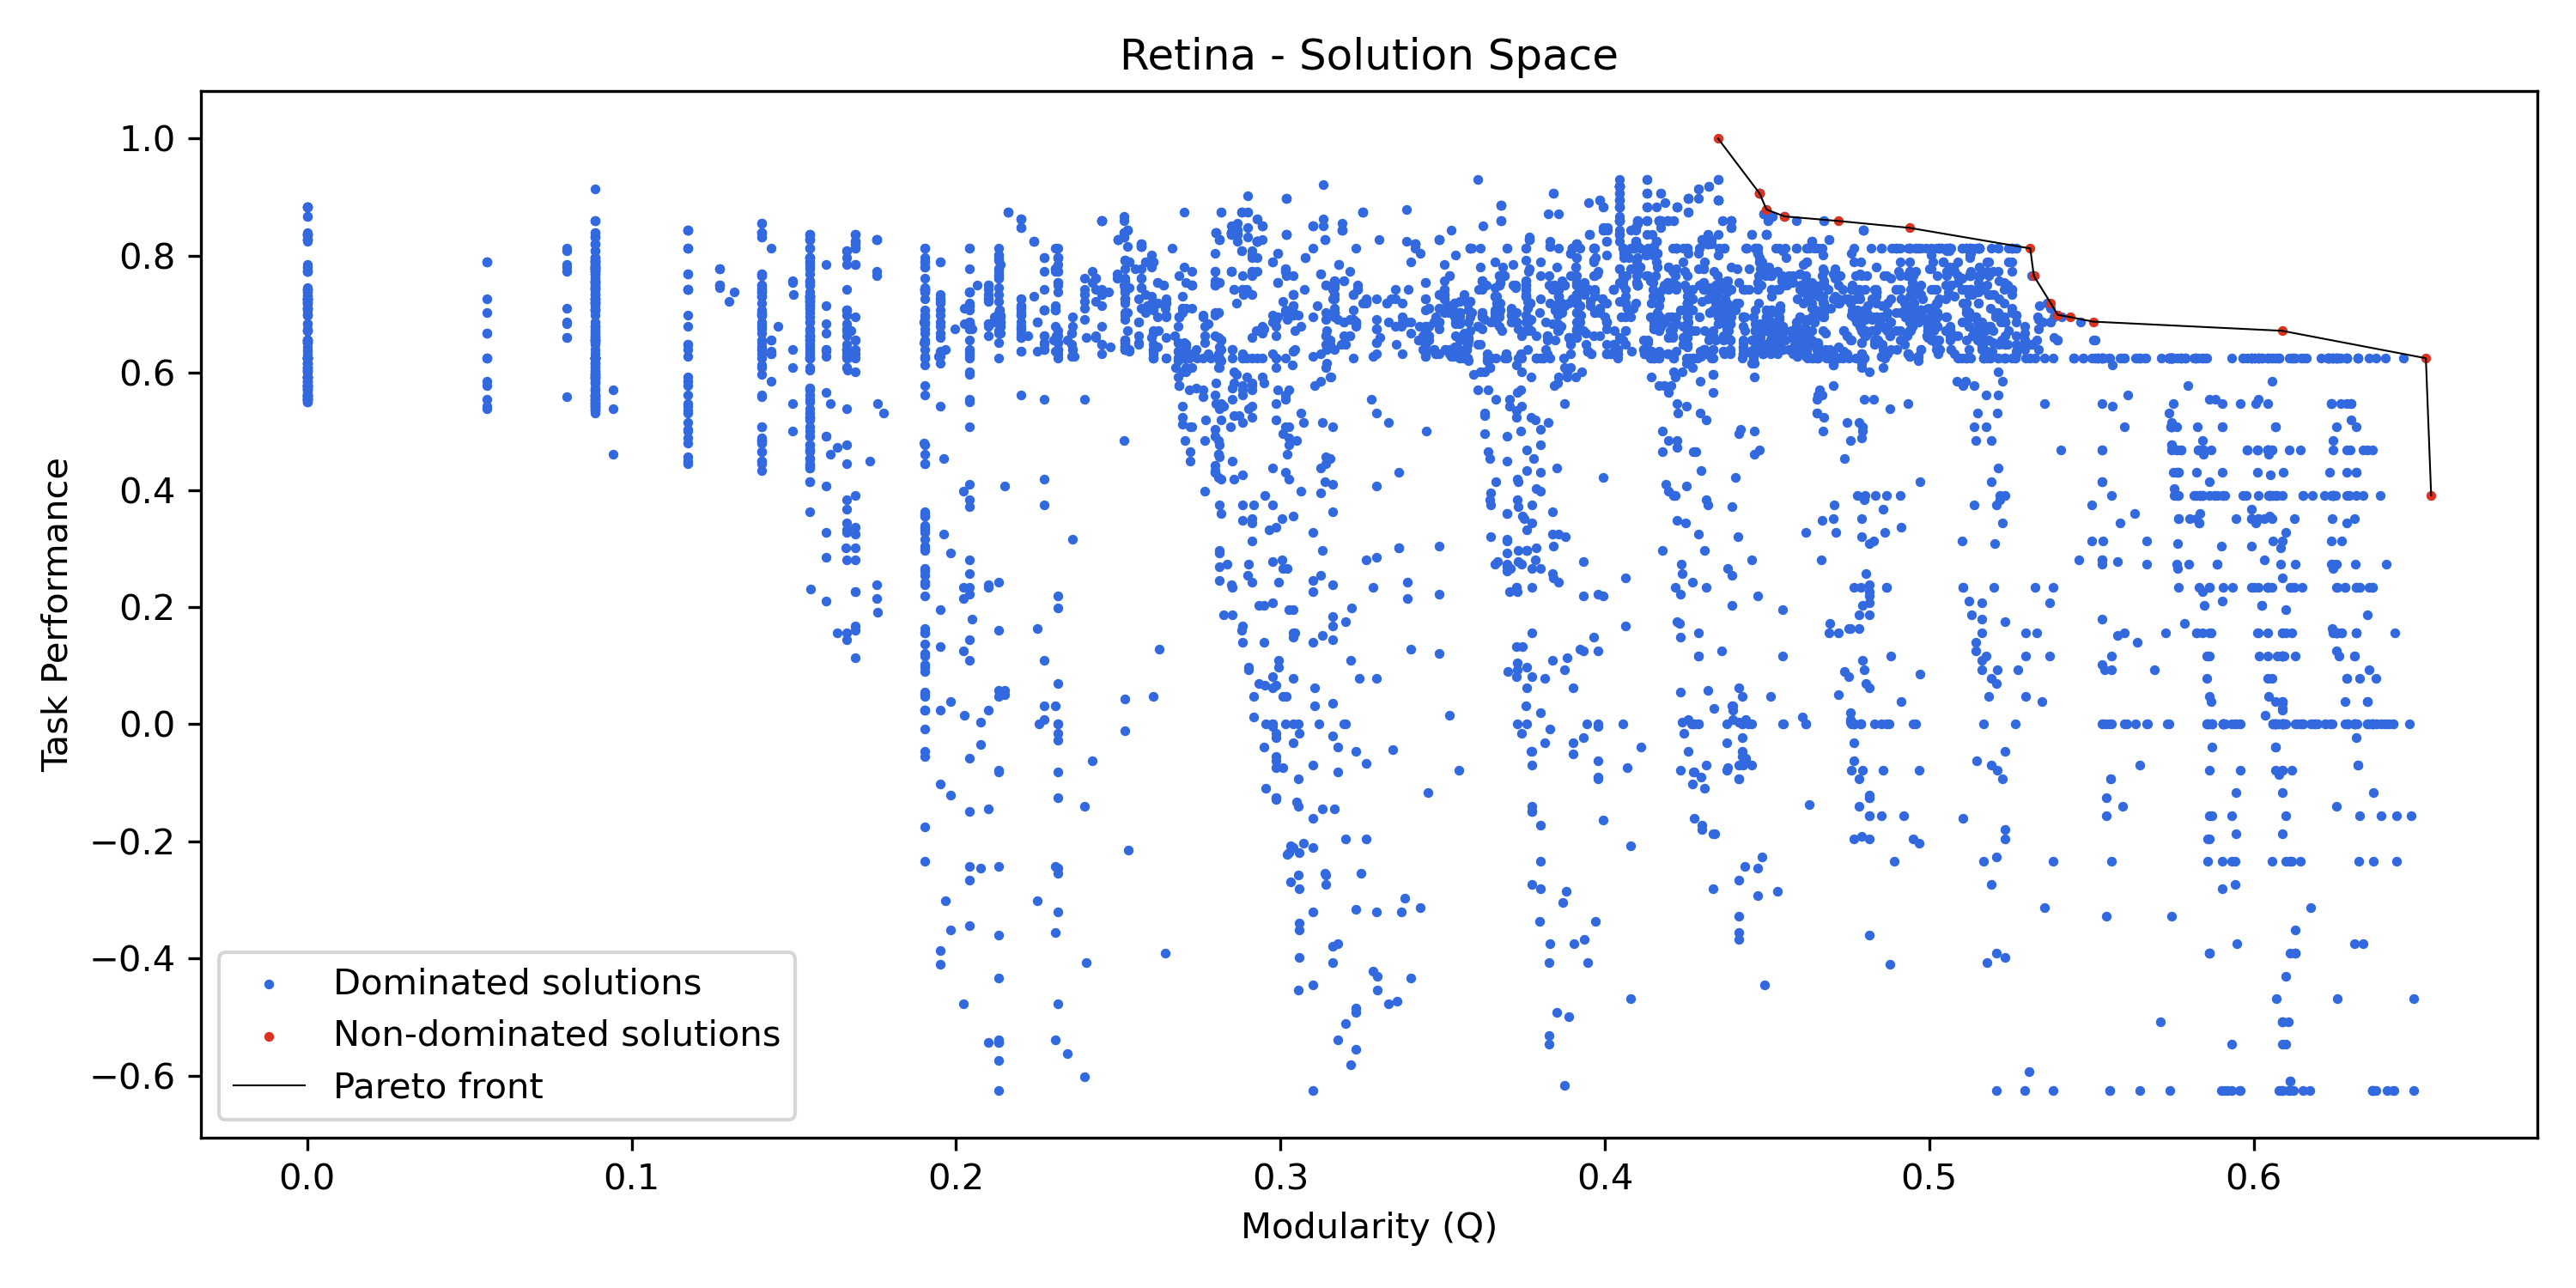 Retina - Solution Space
1.0
0.8
0.6
0.4
0.2
0.0
−0.2
−0.4
−0.6
Task Performance
Dominated solutions
Non-dominated solutions
Pareto front
0.0 0.1 0.2 0.3 0.4 0.5 0.6
Modularity (Q)